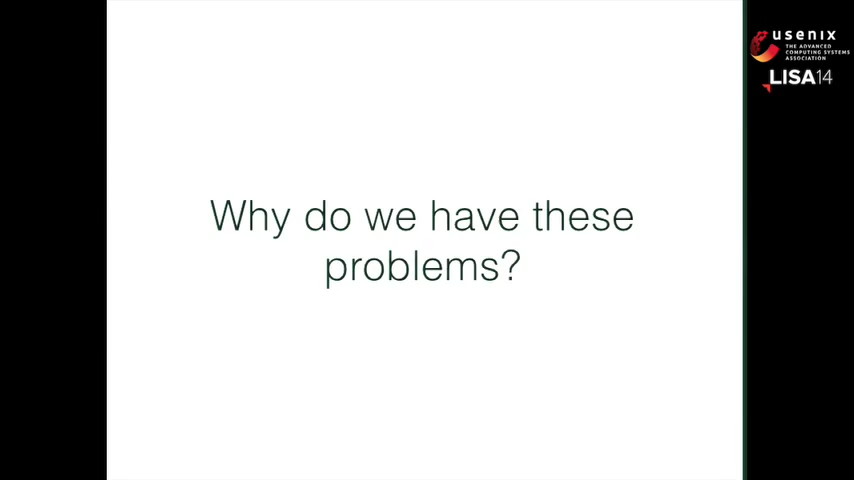 Why do we have these
problems?
usenix
THE ADVANCED
COMPUTING SYSTEMS
ASSOCIATION
LISA14